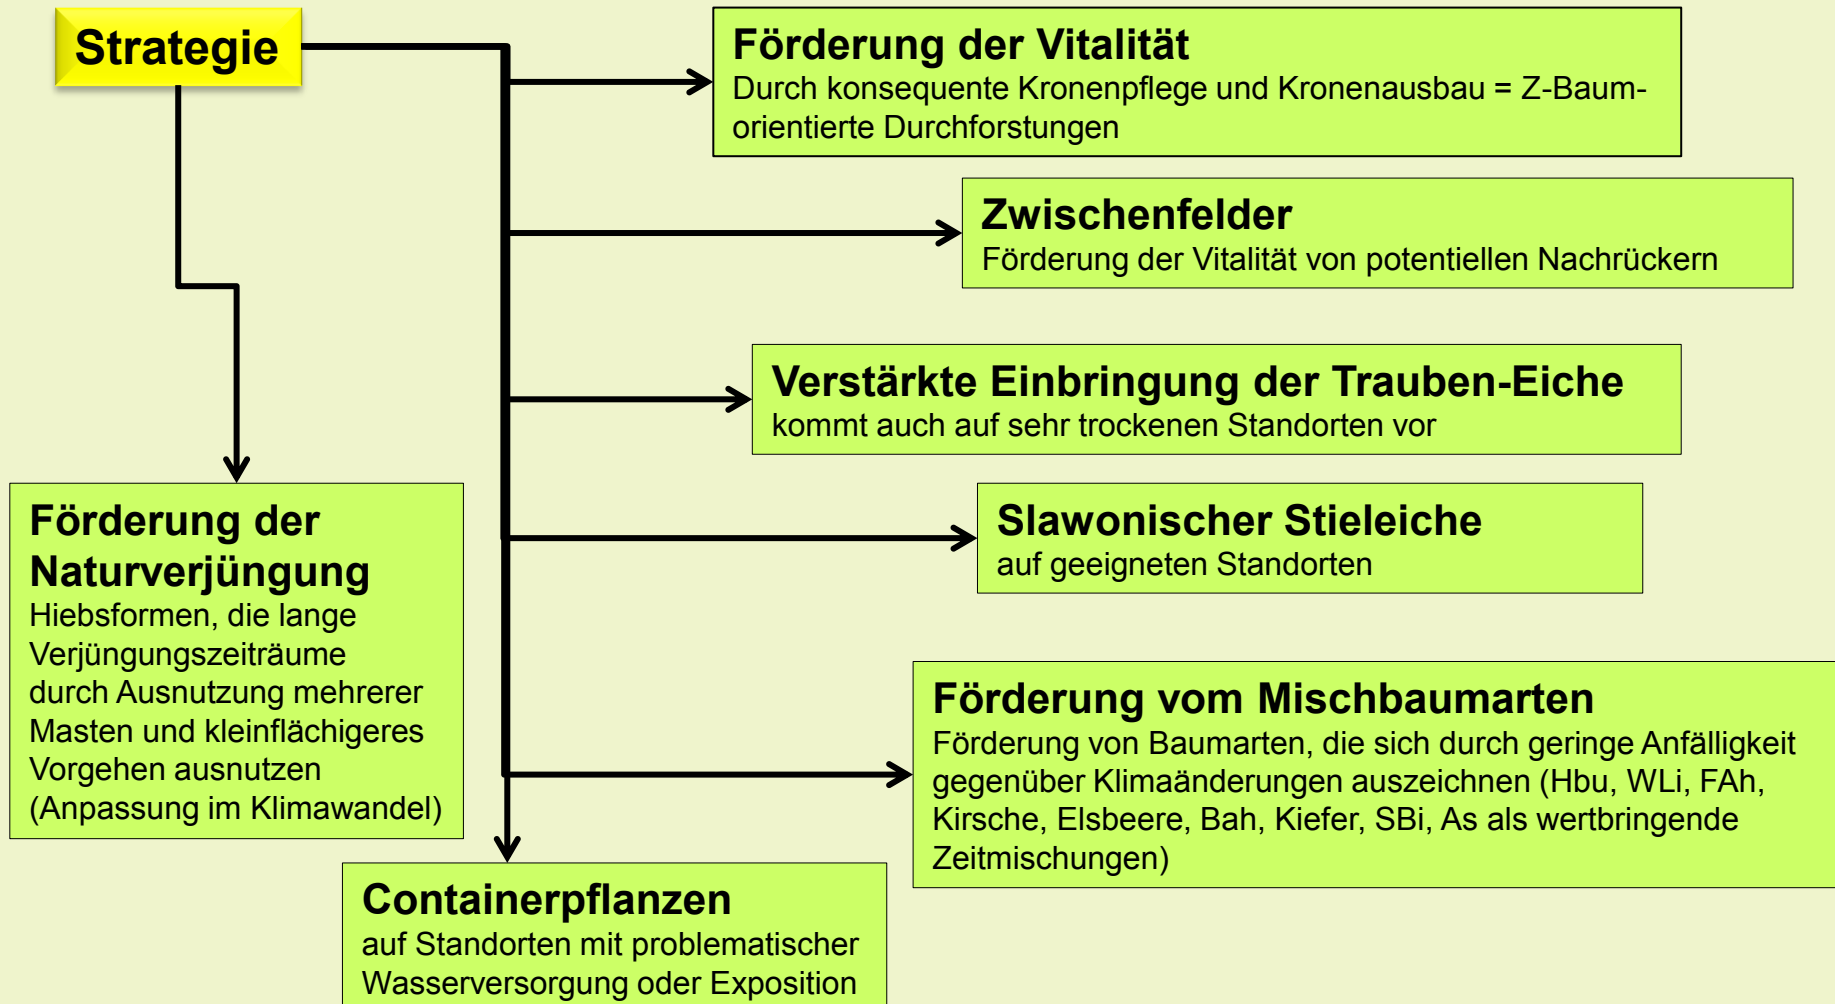 Strategie
Förderung der Vitalität
Durch konsequente Kronenpflege und Kronenausbau = Z-Baum-
orientierte Durchforstungen
Zwischenfelder
Förderung der Vitalität von potentiellen Nachrückern
Verstärkte Einbringung der Trauben-Eiche
kommt auch auf sehr trockenen Standorten vor
Slawonischer Stieleiche
auf geeigneten Standorten
Förderung der
Naturverjüngung
Hiebsformen, die lange
Verjüngungszeiträume
durch Ausnutzung mehrerer
Masten und kleinflächigeres
Vorgehen ausnutzen
(Anpassung im Klimawandel)
Förderung vom Mischbaumarten
Förderung von Baumarten, die sich durch geringe Anfälligkeit
gegenüber Klimaänderungen auszeichnen (Hbu, WLi, FAh,
Kirsche, Elsbeere, Bah, Kiefer, SBi, As als wertbringende
Zeitmischungen)
Containerpflanzen
auf Standorten mit problematischer
Wasserversorgung oder Exposition